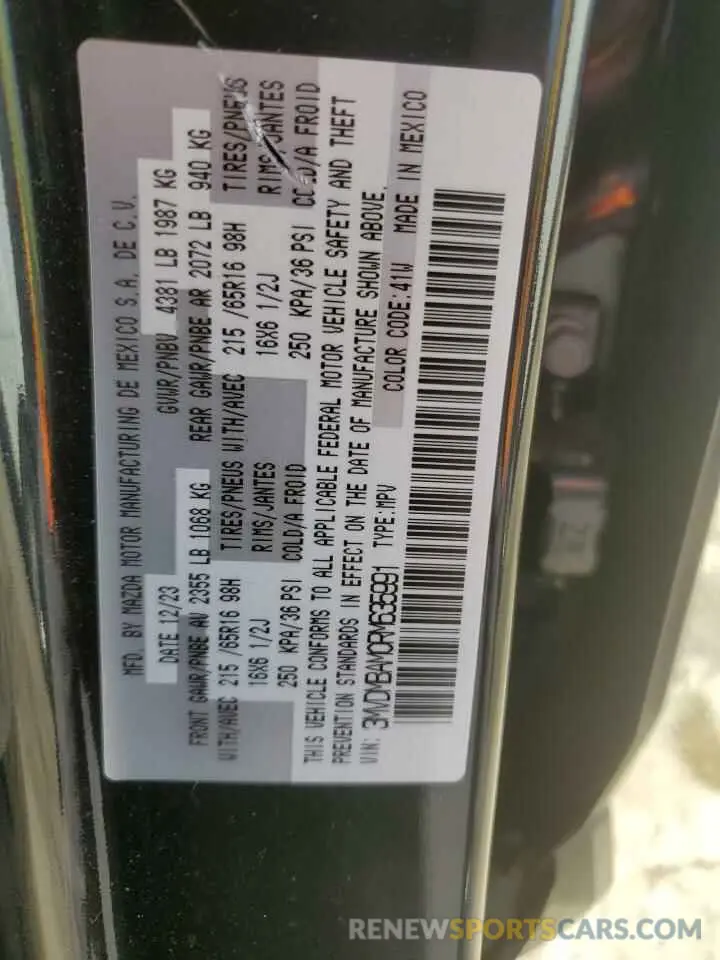 MFD. BY MAZDA MOTOR MANUFACTURING DE MEXICO S.A. DE C.V.
DATE 12/23 GVWR/PNBV 4381 LB 1987 KG
FRONT GAWR/PNBE AV 2355 LB 1068 KG REAR GAWR/PNBE AR 2072 LB 940 KG
WITH/AVEC 215 /65R16 98H TIRES/PNEUS WITH/AVEC 215 /65R16 98H TIRES/PNEUS
16X6 1/2J RIMS/JANTES 16X6 1/2J RIMS/JANTES
250 KPA/36 PSI COLD/A FROID 250 KPA/36 PSI COLD/A FROID
THIS VEHICLE CONFORMS TO ALL APPLICABLE FEDERAL MOTOR VEHICLE SAFETY AND THEFT
PREVENTION STANDARDS IN EFFECT ON THE DATE OF MANUFACTURE SHOWN ABOVE.
VIN: 3MVDMBAM0RM635991 TYPE:MPV COLOR CODE:41W MADE IN MEXICO
RENEWSPORTSCARS.COM